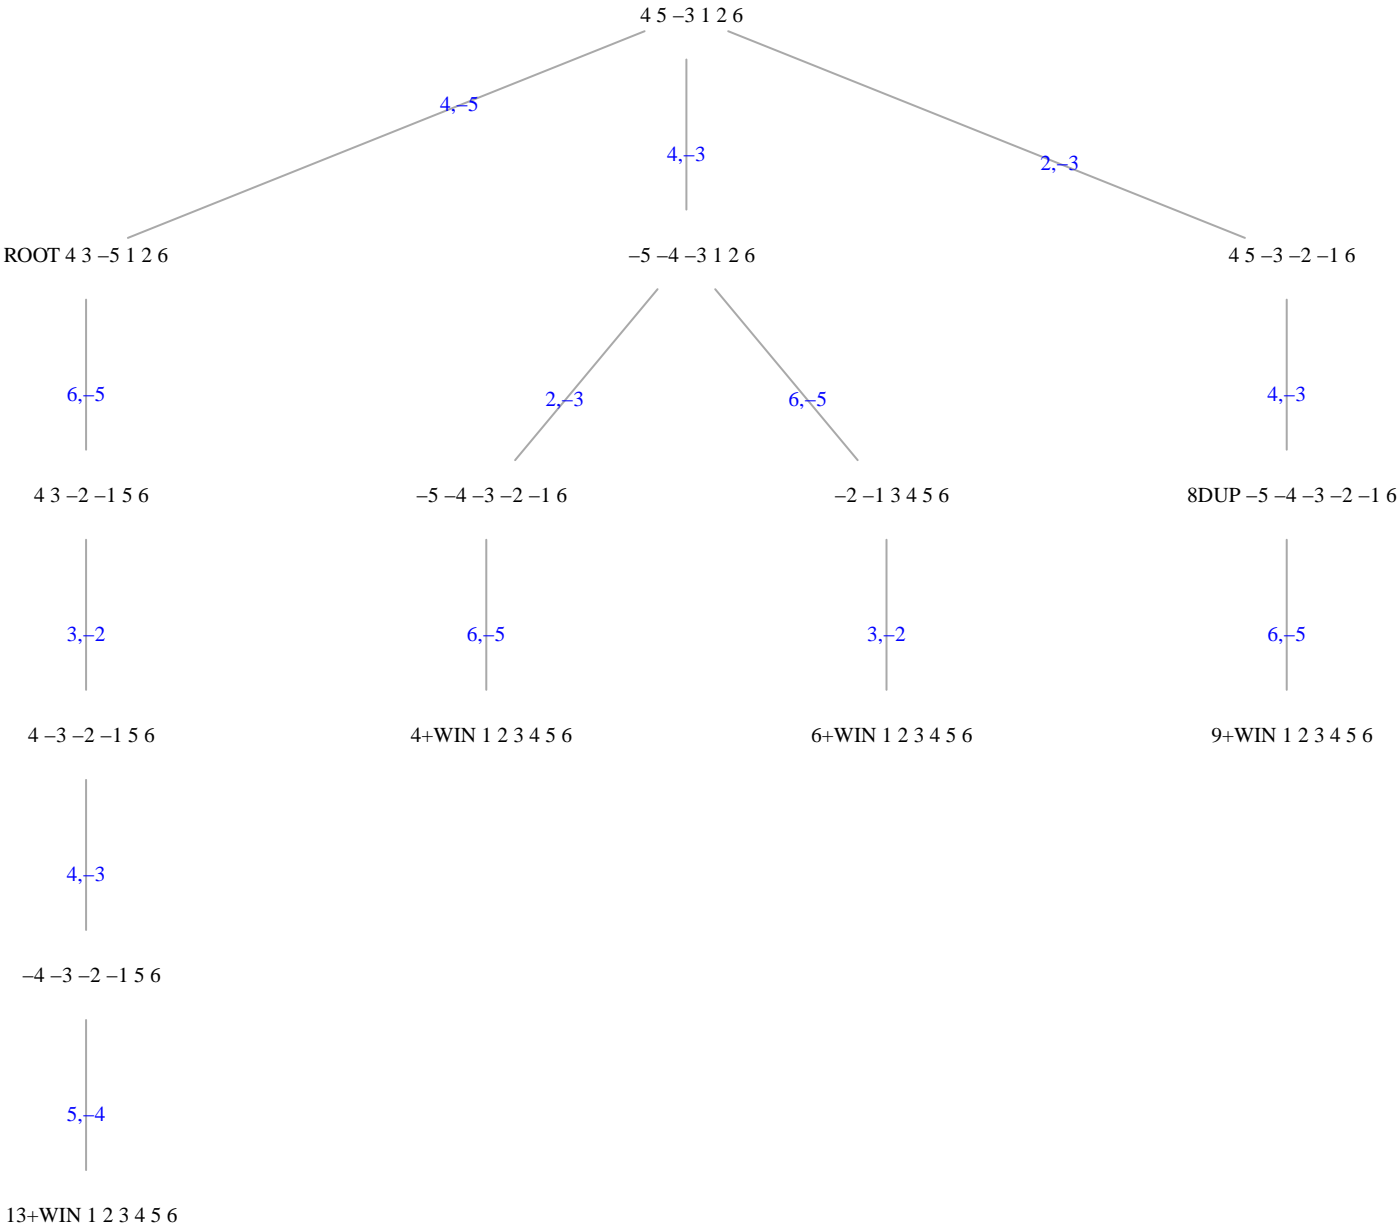 4 5 –3 1 2 6
4,–5
4,–3
2,–3
ROOT 4 3 –5 1 2 6
–5 –4 –3 1 2 6
4 5 –3 –2 –1 6
6,–5
2,–3
6,–5
4,–3
4 3 –2 –1 5 6
–5 –4 –3 –2 –1 6
–2 –1 3 4 5 6
8DUP –5 –4 –3 –2 –1 6
3,–2
6,–5
3,–2
6,–5
4 –3 –2 –1 5 6
4+WIN 1 2 3 4 5 6
6+WIN 1 2 3 4 5 6
9+WIN 1 2 3 4 5 6
4,–3
–4 –3 –2 –1 5 6
5,–4
13+WIN 1 2 3 4 5 6